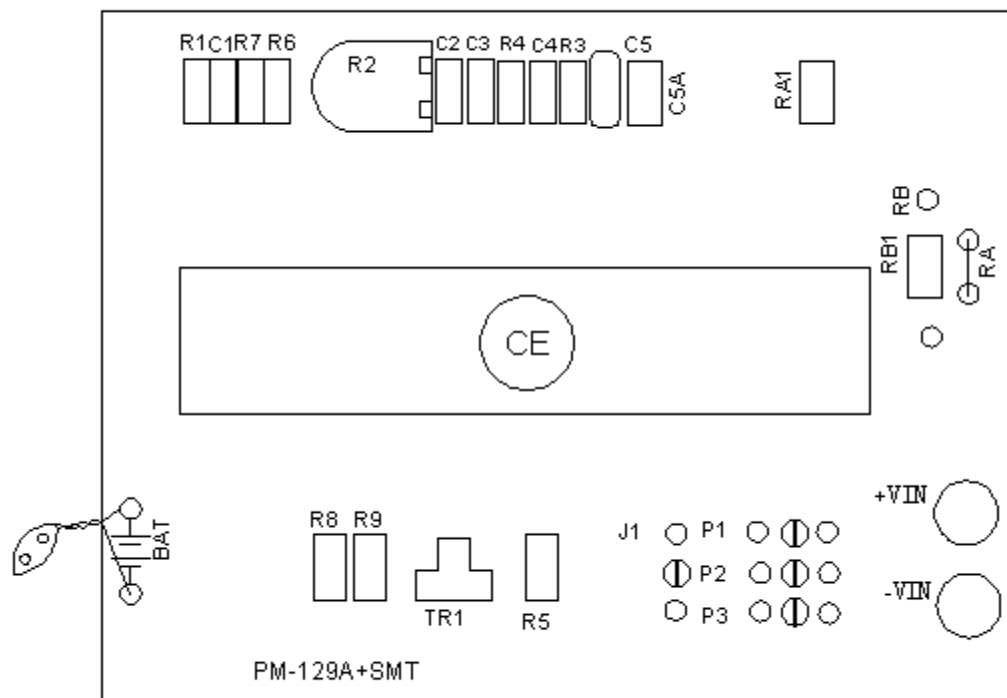 R1 C1 R7 R6 R2 C2 C3 R4 C4 R3 C5
C5A
RA1
RB
RB1
RA
CE
+VIN
BAT
R8 R9
J1 P1
P2
-VIN
TR1 R5
P3
PM-129A+SMT